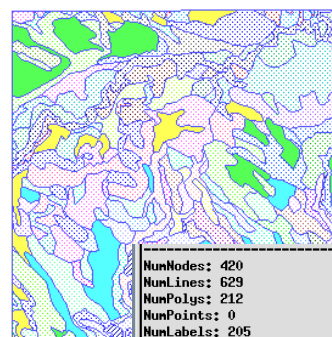 NumNodes: 420
NumLines: 629
NumPolys: 212
NumPoints: 0
NumLabels: 205